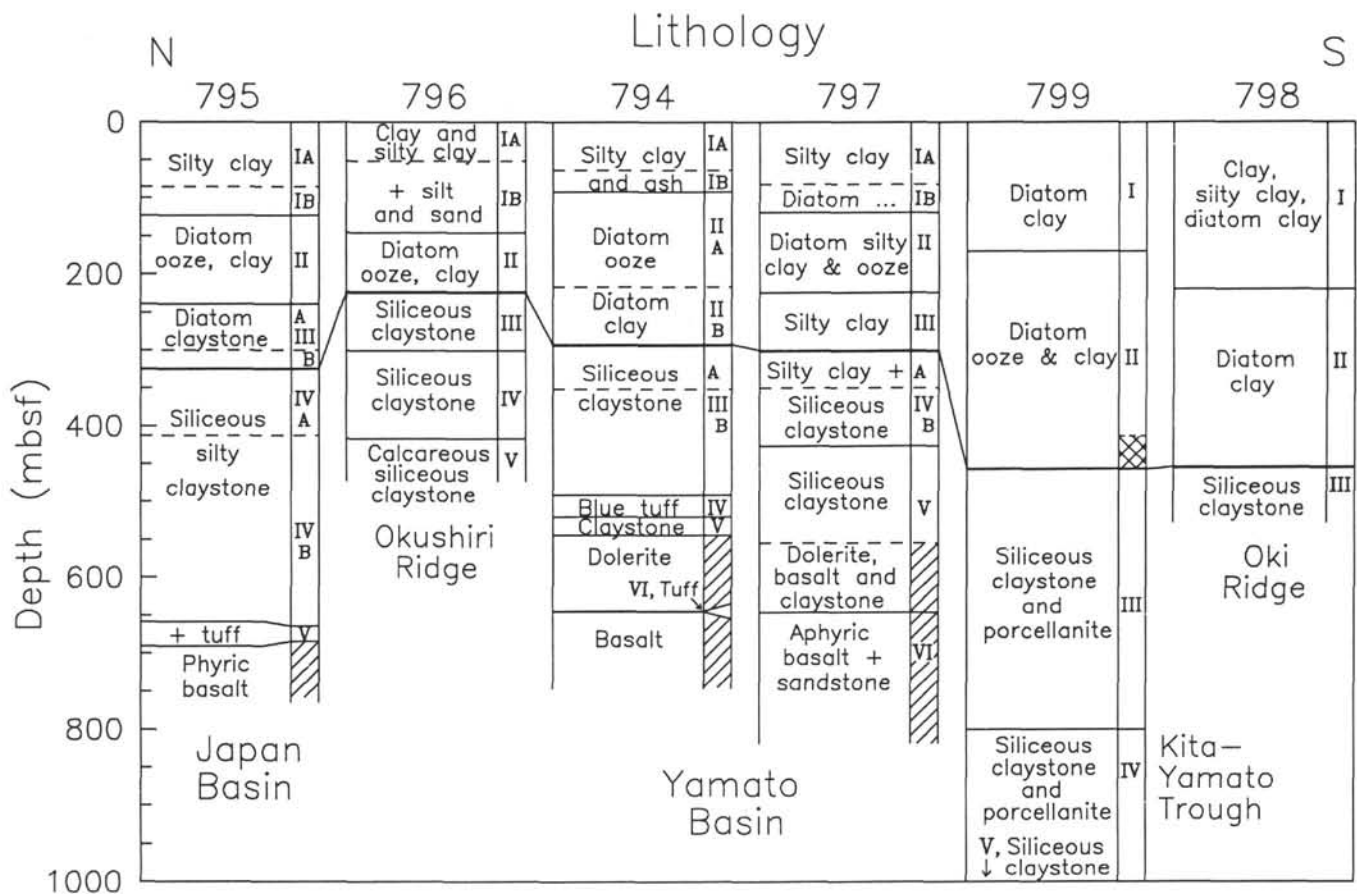 Lithology
N
S
795
796
794
797
799
798
Depth (mbsf)
0
200
400
600
800
1000
Silty clay
IA
IB
Diatom
ooze, clay
II
Diatom
claystone
A
III
B
Siliceous
silty
claystone
IV
A
IV
B
+ tuff
V
Phyric
basalt
Japan
Basin
Clay and
silty clay
IA
+ silt
and sand
IB
Diatom
ooze, clay
II
Siliceous
claystone
III
Siliceous
claystone
IV
Calcareous
siliceous
claystone
V
Okushiri
Ridge
Silty clay
and ash
IA
IB
Diatom
ooze
II
A
Diatom
clay
II
B
Siliceous
claystone
A
III
B
Blue tuff
IV
Claystone
V
Dolerite
VI, Tuff
Basalt
Yamato
Basin
Silty clay
IA
Diatom ...
IB
Diatom silty
clay & ooze
II
Silty clay
III
Silty clay +
A
Siliceous
claystone
IV
B
Siliceous
claystone
V
Dolerite,
basalt and
claystone
Aphyric
basalt +
sandstone
VI
Diatom
clay
I
Diatom
ooze & clay
II
Siliceous
claystone
and
porcellanite
III
Siliceous
claystone
and
porcellanite
IV
V, Siliceous
↓ claystone
Kita-
Yamato
Trough
Clay,
silty clay,
diatom clay
I
Diatom
clay
II
Siliceous
claystone
III
Oki
Ridge